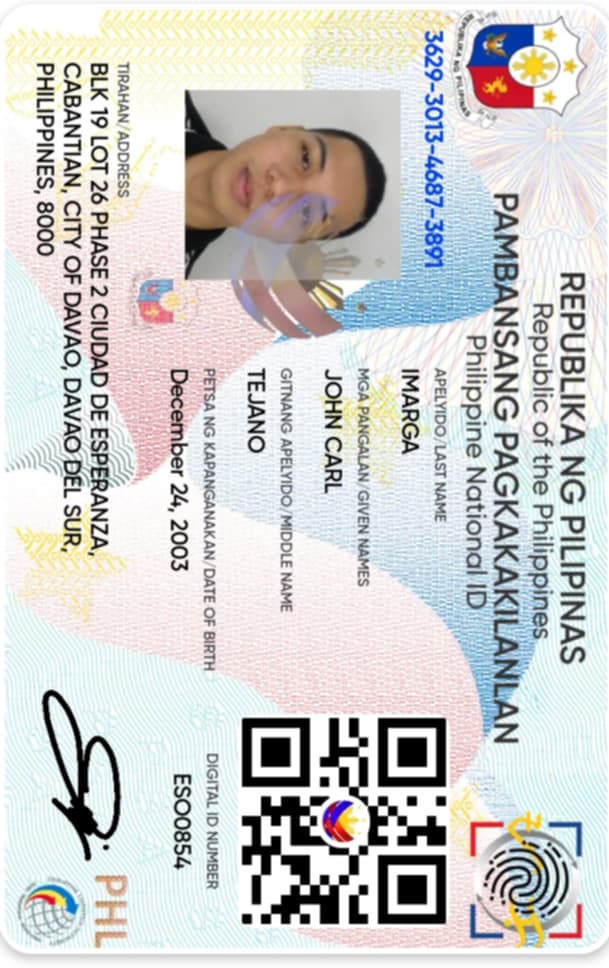 REPUBLIKA NG PILIPINAS
Republic of the Philippines
PAMBANSANG PAGKAKAKILANLAN
Philippine National ID
REPUBLIKA NG PILIPINAS
3629-3013-4687-3891
APELYIDO/LAST NAME
IMARGA
MGA PANGALAN/GIVEN NAMES
JOHN CARL
GITNANG APELYIDO/MIDDLE NAME
TEJANO
PETSA NG KAPANGANAKAN/DATE OF BIRTH
December 24, 2003
DIGITAL ID NUMBER
ESO0854
TIRAHAN/ADDRESS
BLK 19 LOT 26 PHASE 2 CIUDAD DE ESPERANZA,
CABANTIAN, CITY OF DAVAO, DAVAO DEL SUR,
PHILIPPINES, 8000
PHL